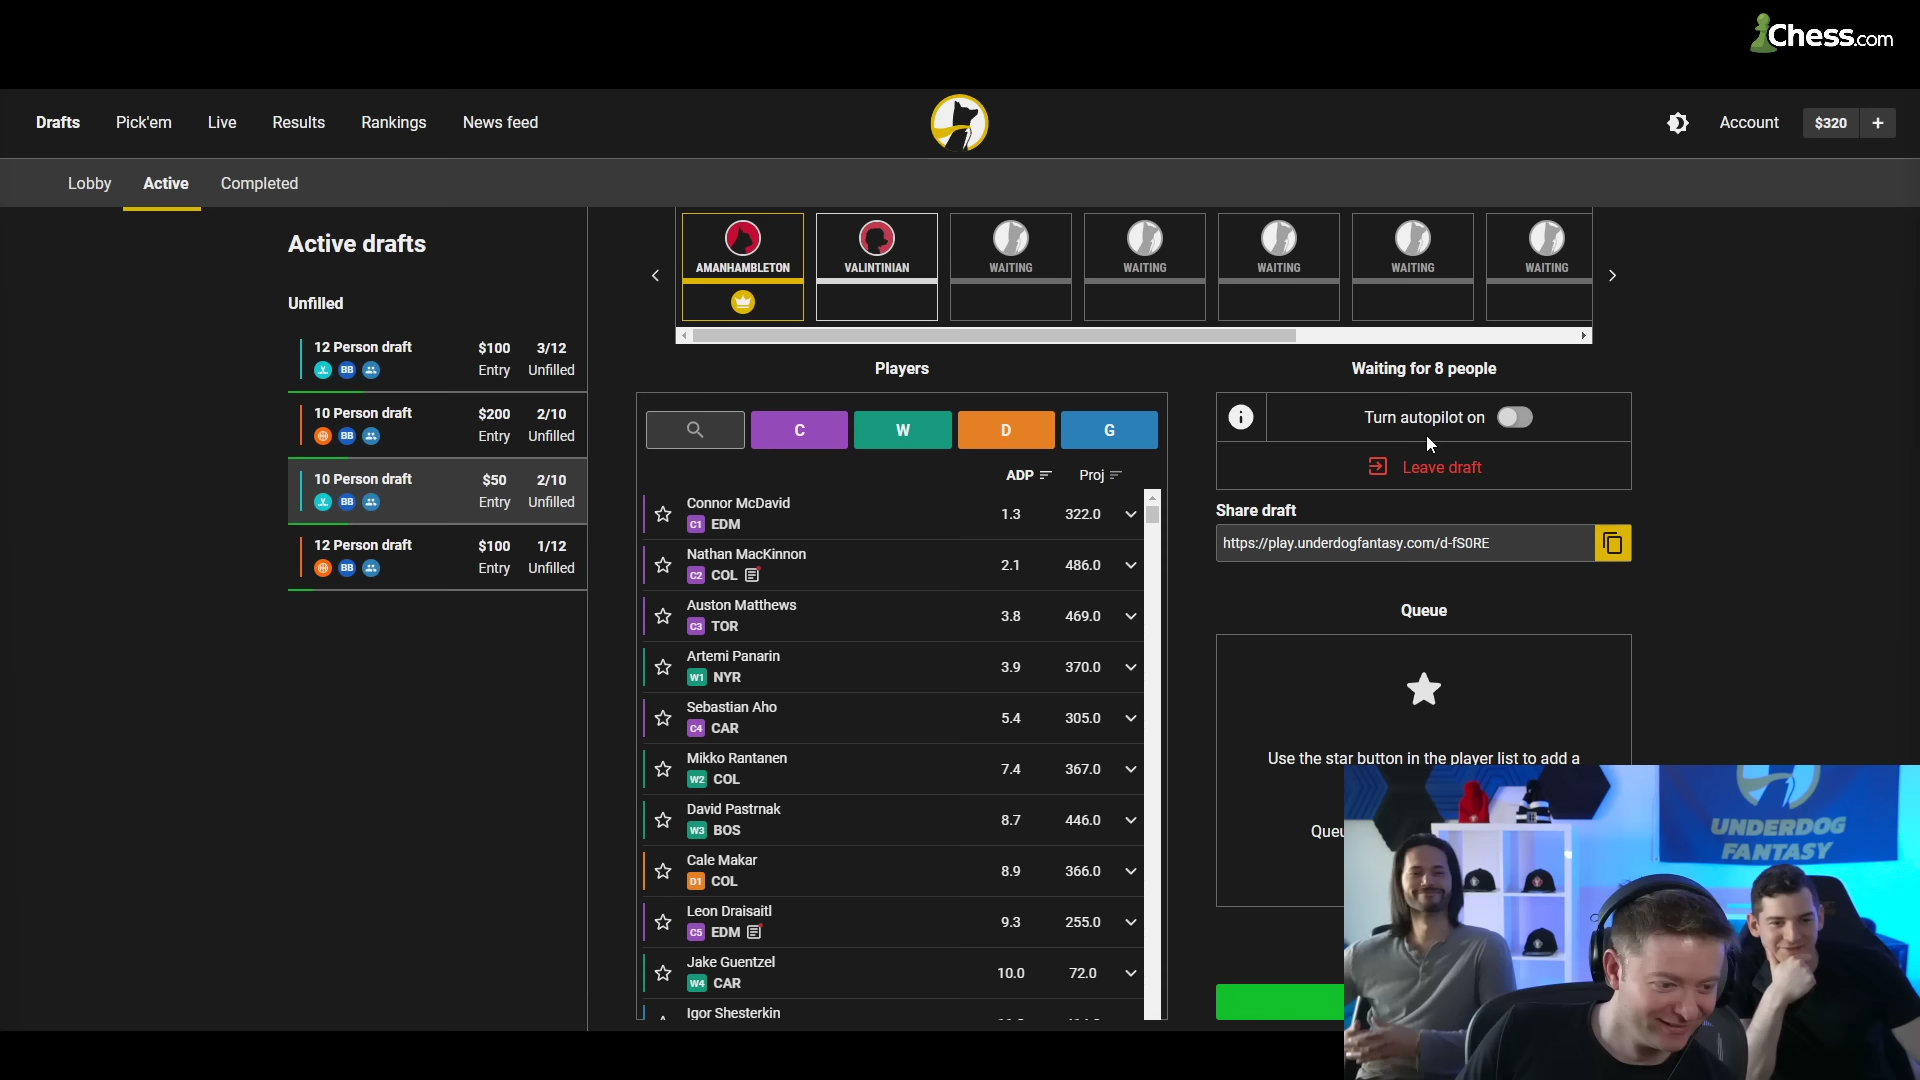 Chess.com
Drafts
Pick'em
Live
Results
Rankings
News feed
Account
$320
+
Lobby
Active
Completed
Active drafts
Unfilled
12 Person draft
$100
3/12
BB
Entry
Unfilled
10 Person draft
$200
2/10
BB
Entry
Unfilled
10 Person draft
$50
2/10
BB
Entry
Unfilled
12 Person draft
$100
1/12
BB
Entry
Unfilled
AMANHAMBLETON
VALINTINIAN
WAITING
WAITING
WAITING
WAITING
WAITING
Players
C
W
D
G
ADP
Proj
Connor McDavid
C1 EDM
1.3
322.0
Nathan MacKinnon
C2 COL
2.1
486.0
Auston Matthews
C3 TOR
3.8
469.0
Artemi Panarin
W1 NYR
3.9
370.0
Sebastian Aho
C4 CAR
5.4
305.0
Mikko Rantanen
W2 COL
7.4
367.0
David Pastrnak
W3 BOS
8.7
446.0
Cale Makar
D1 COL
8.9
366.0
Leon Draisaitl
C5 EDM
9.3
255.0
Jake Guentzel
W4 CAR
10.0
72.0
Igor Shesterkin
Waiting for 8 people
Turn autopilot on
Leave draft
Share draft
https://play.underdogfantasy.com/d-fS0RE
Queue
Use the star button in the player list to add a
UNDERDOG
FANTASY